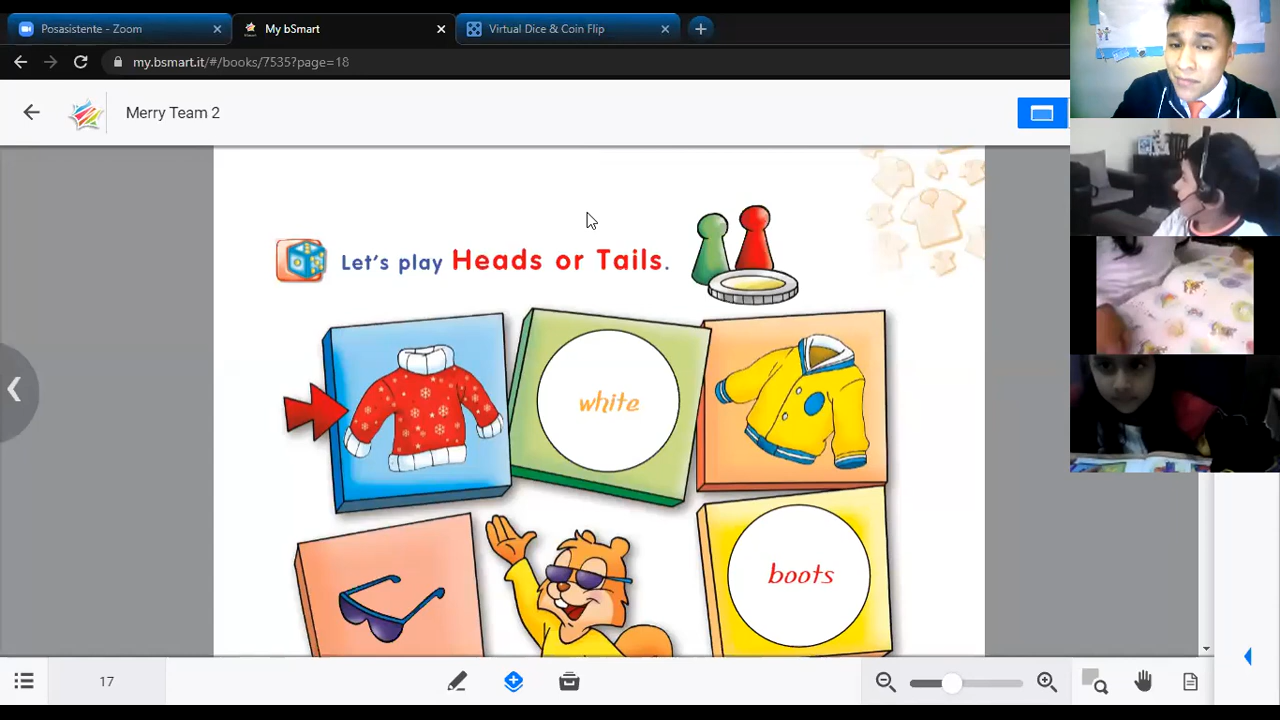 Posasistente - Zoom
My bSmart
Virtual Dice & Coin Flip
my.bsmart.it/#/books/7535?page=18
Merry Team 2
Let's play Heads or Tails.
white
boots
17